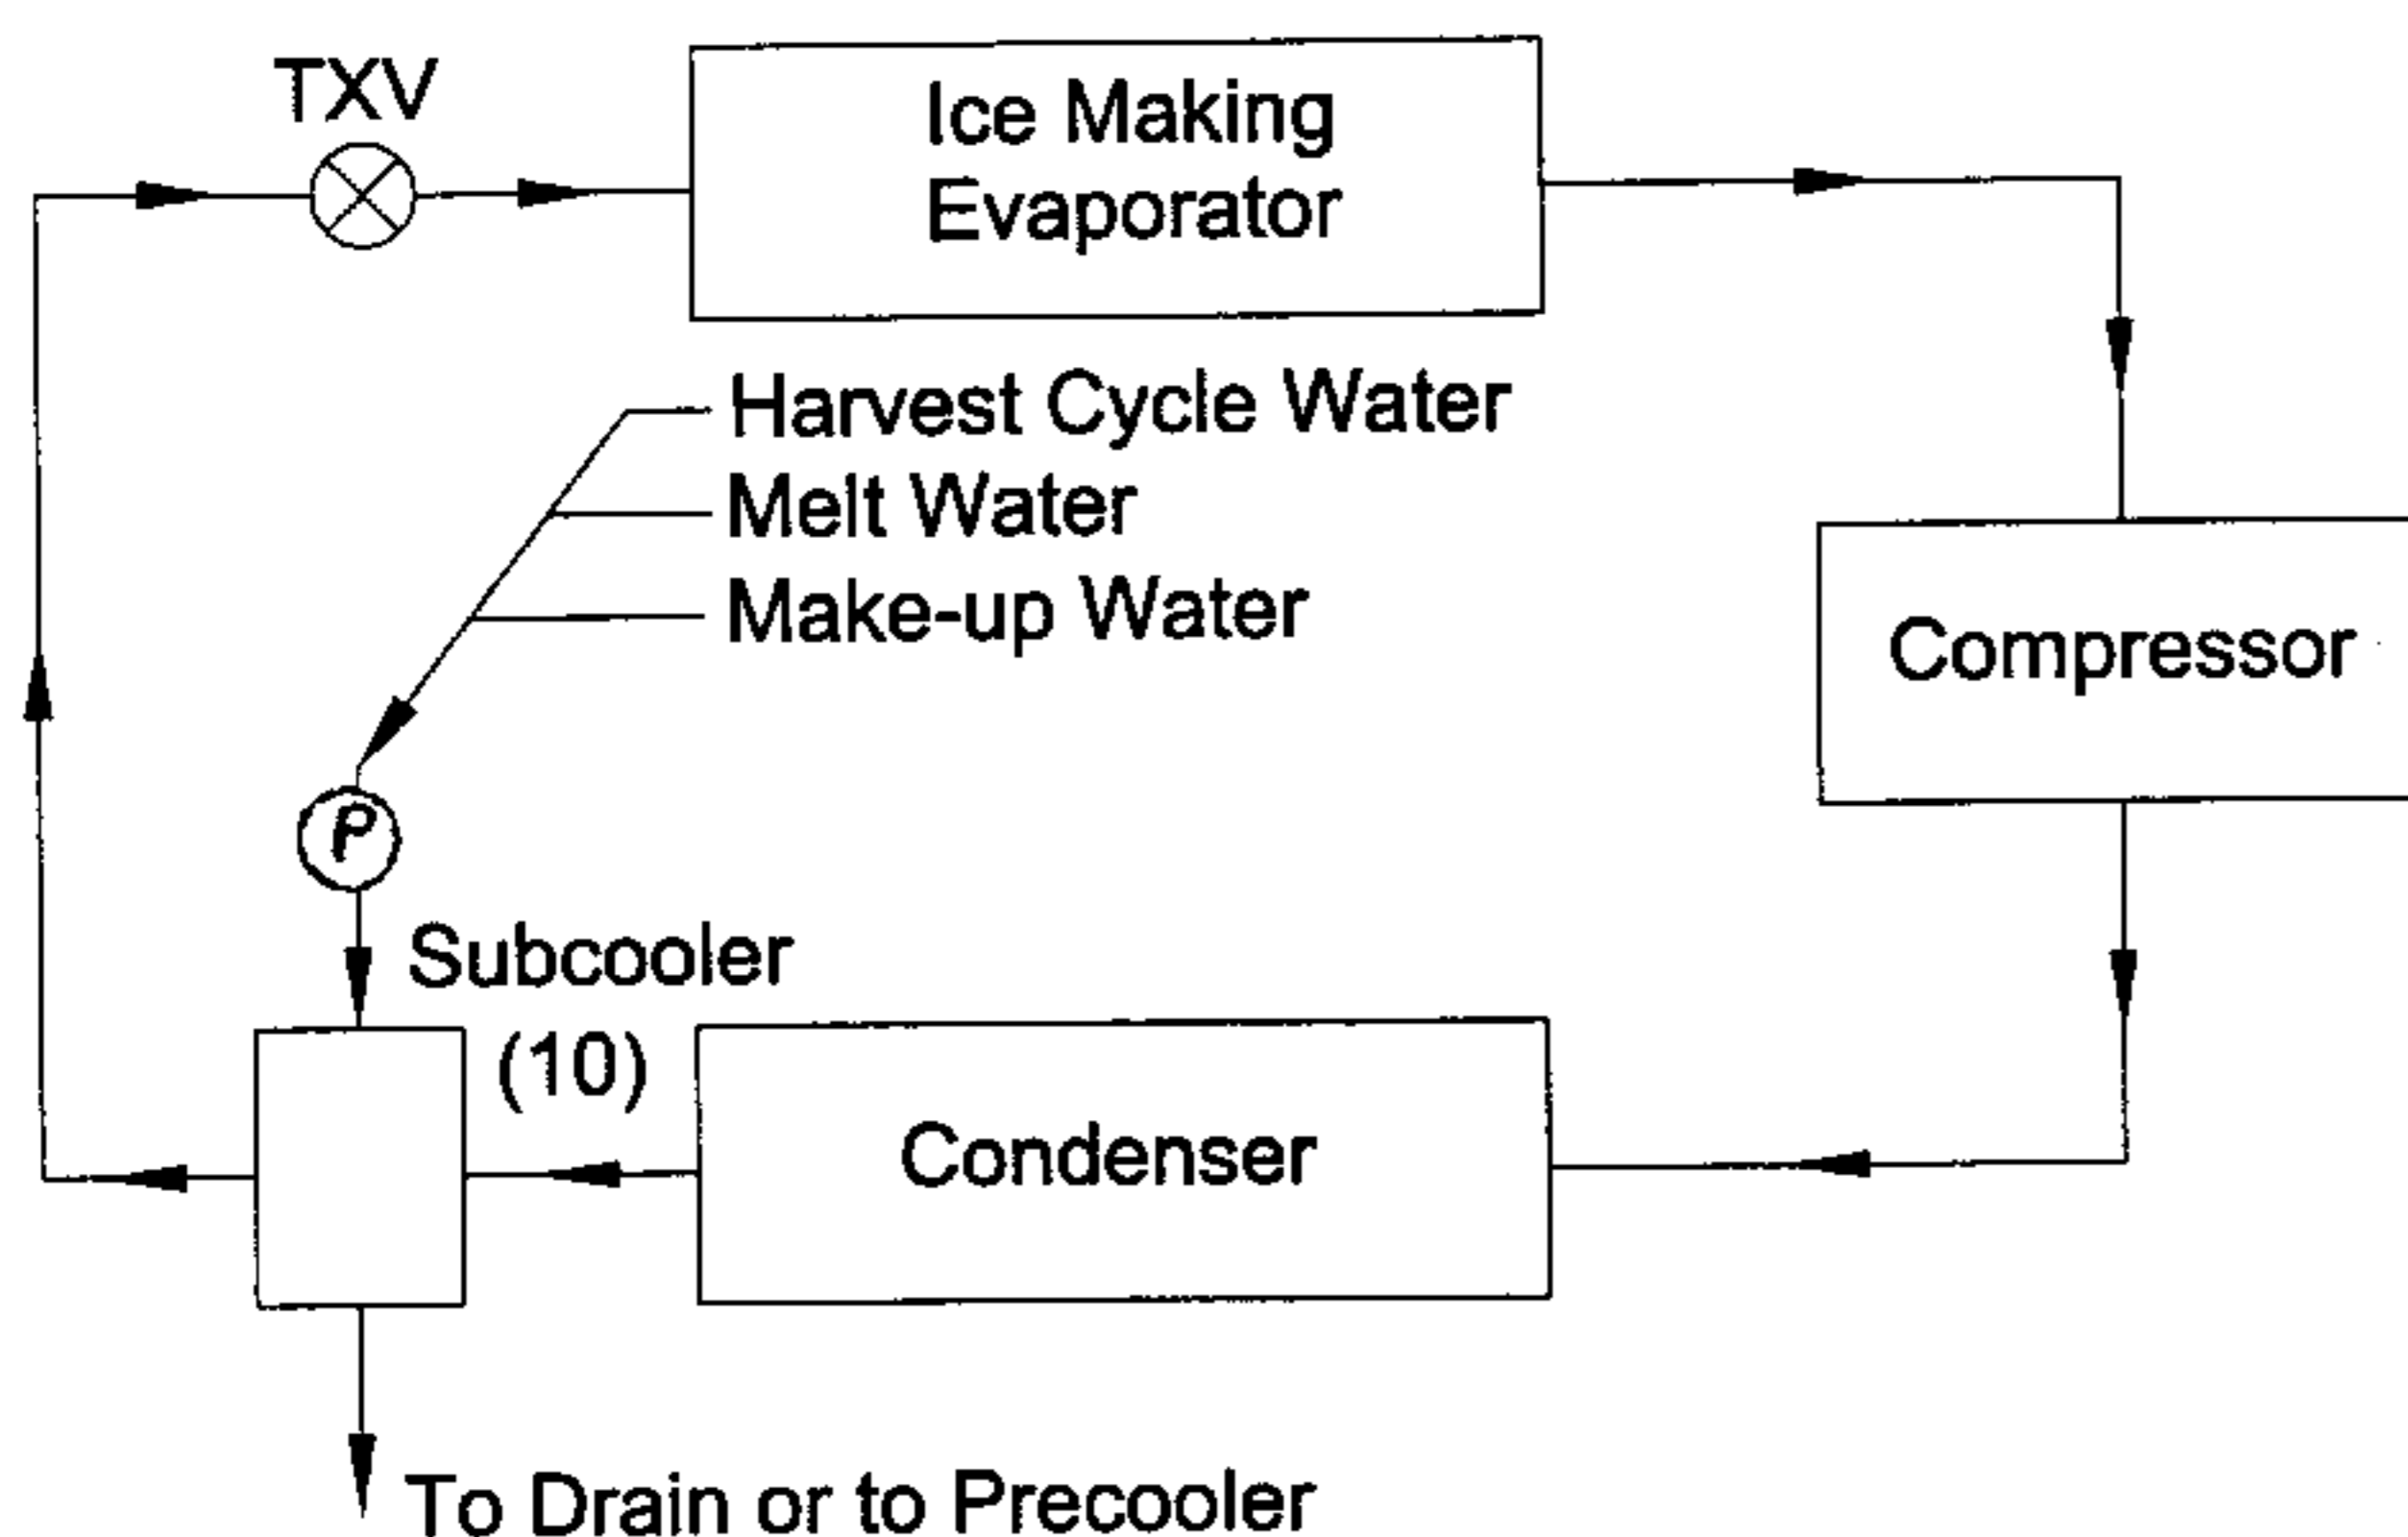 TXV
Ice Making
Evaporator
Harvest Cycle Water
Melt Water
Make-up Water
Compressor
P
Subcooler
(10)
Condenser
To Drain or to Precooler